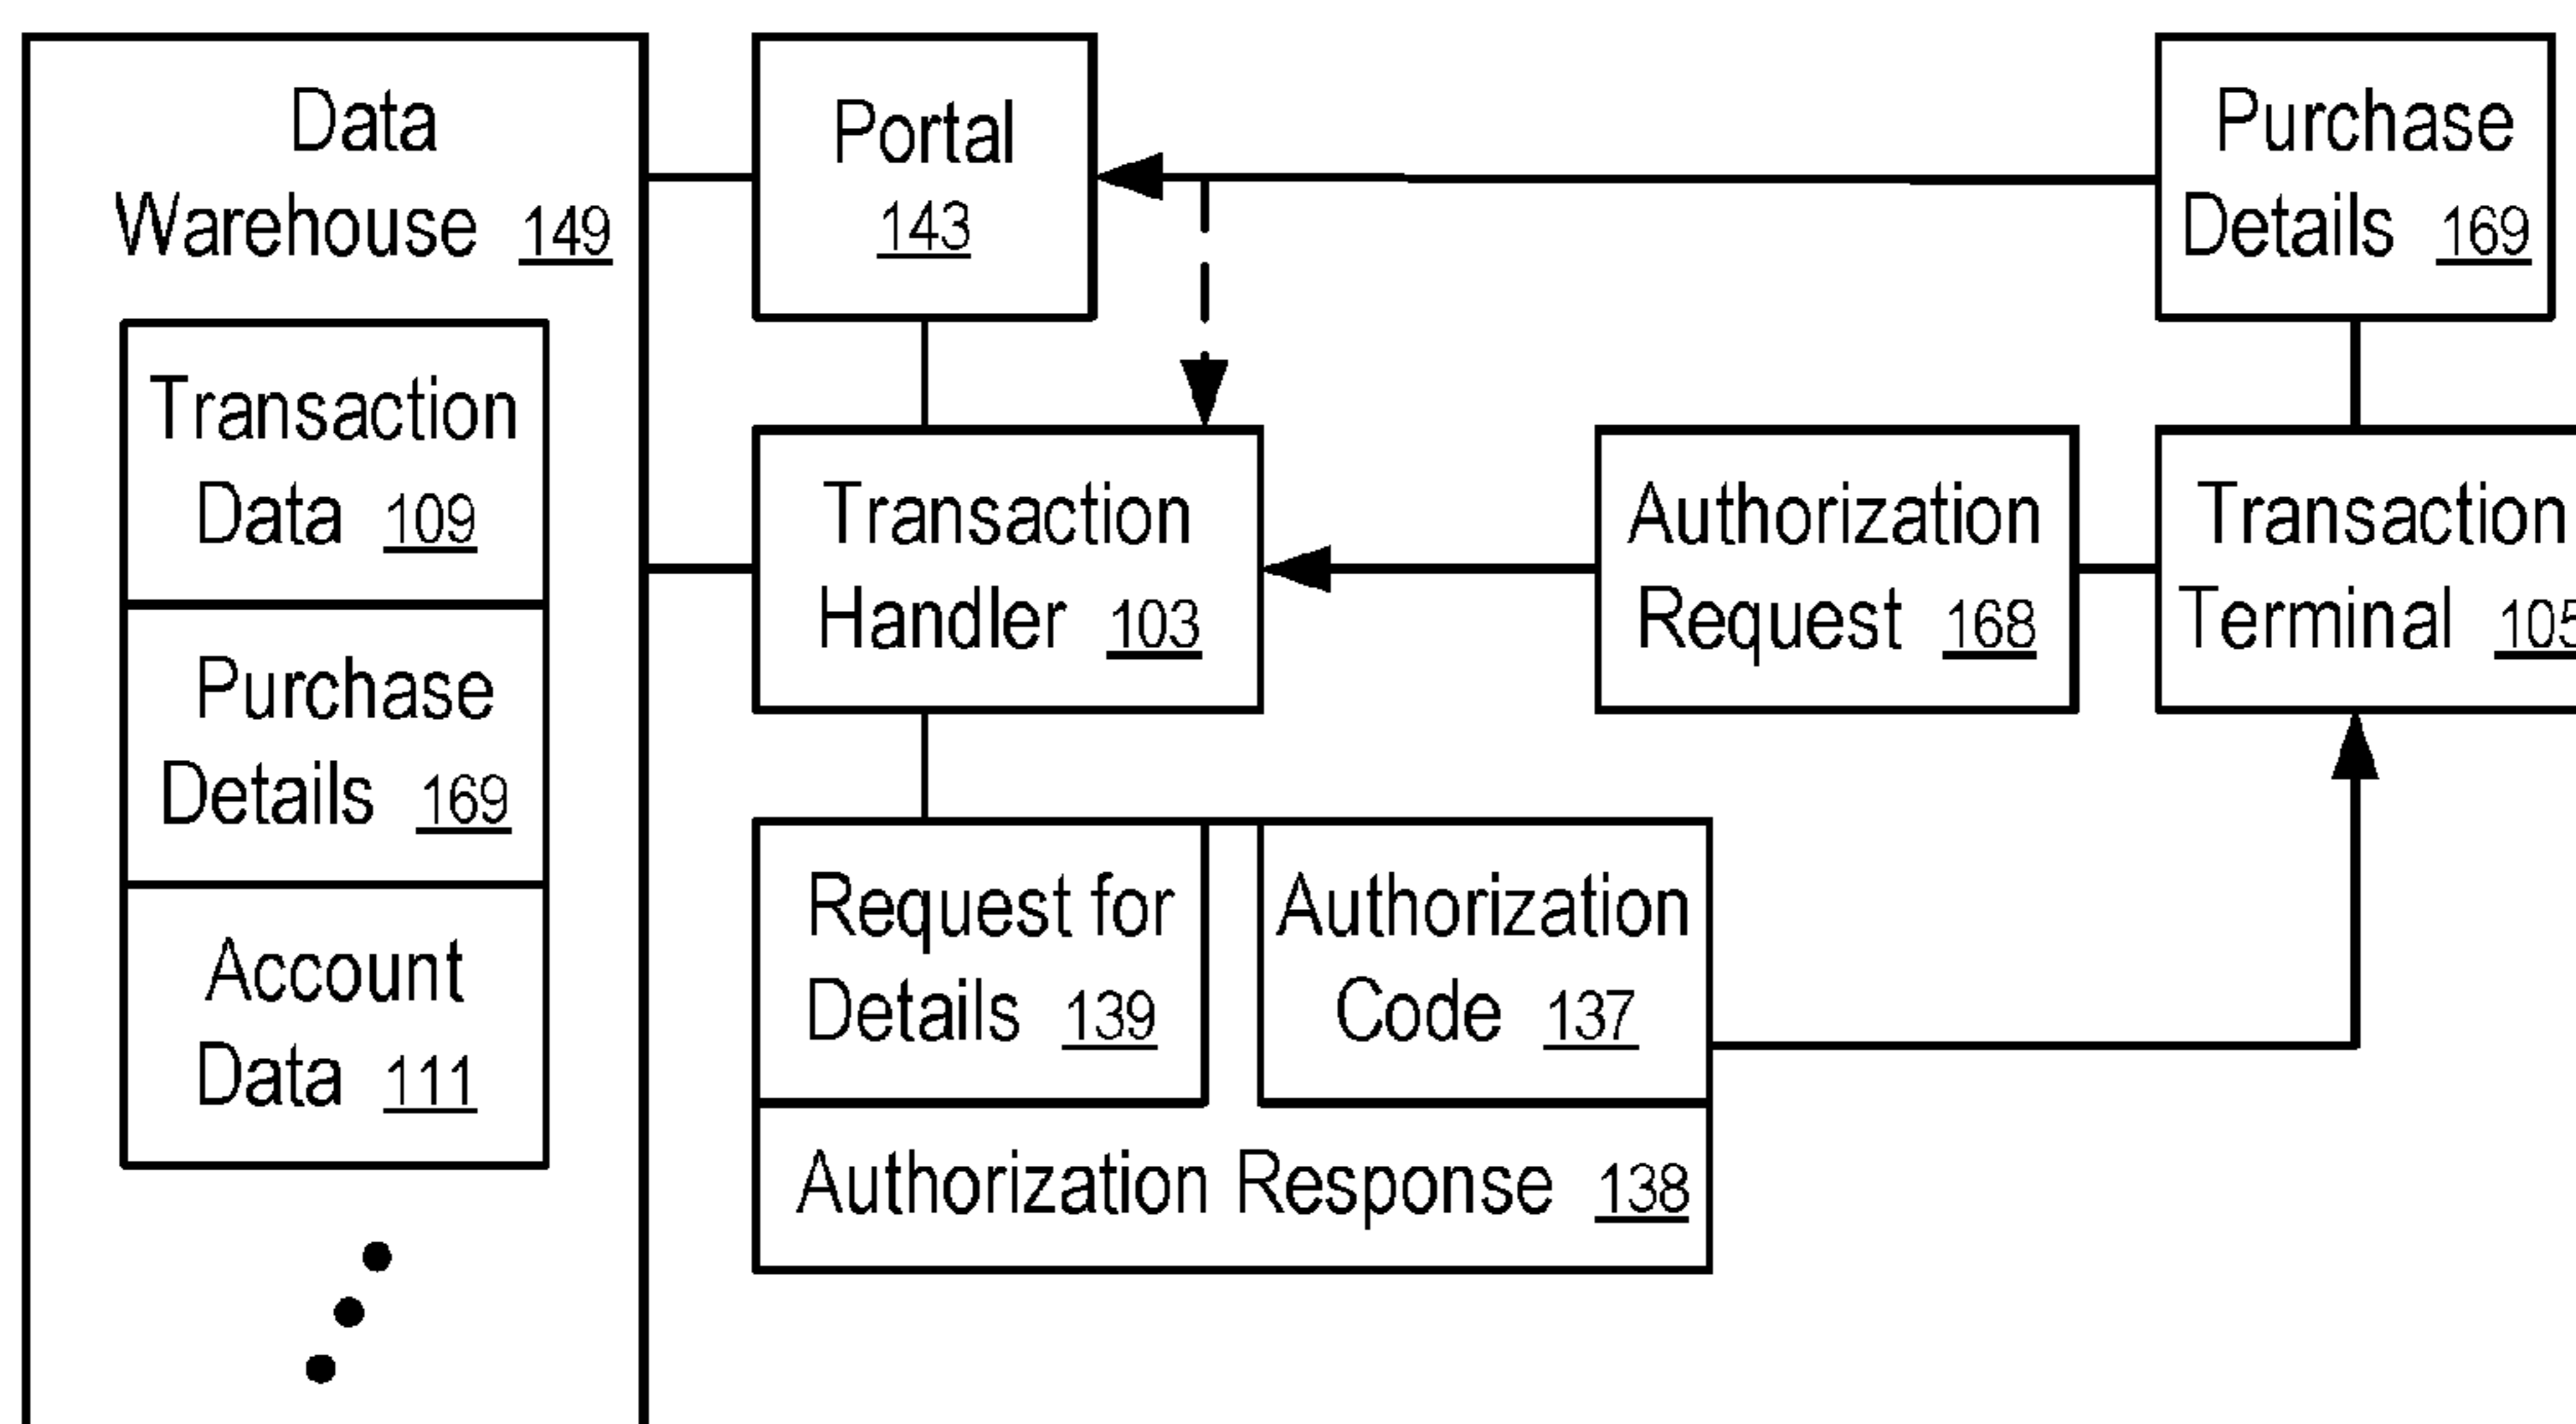 Data
Warehouse 149
Transaction
Data 109
Purchase
Details 169
Account
Data 111
Portal
143
Purchase
Details 169
Transaction
Handler 103
Authorization
Request 168
Transaction
Terminal 105
Request for
Details 139
Authorization
Code 137
Authorization Response 138